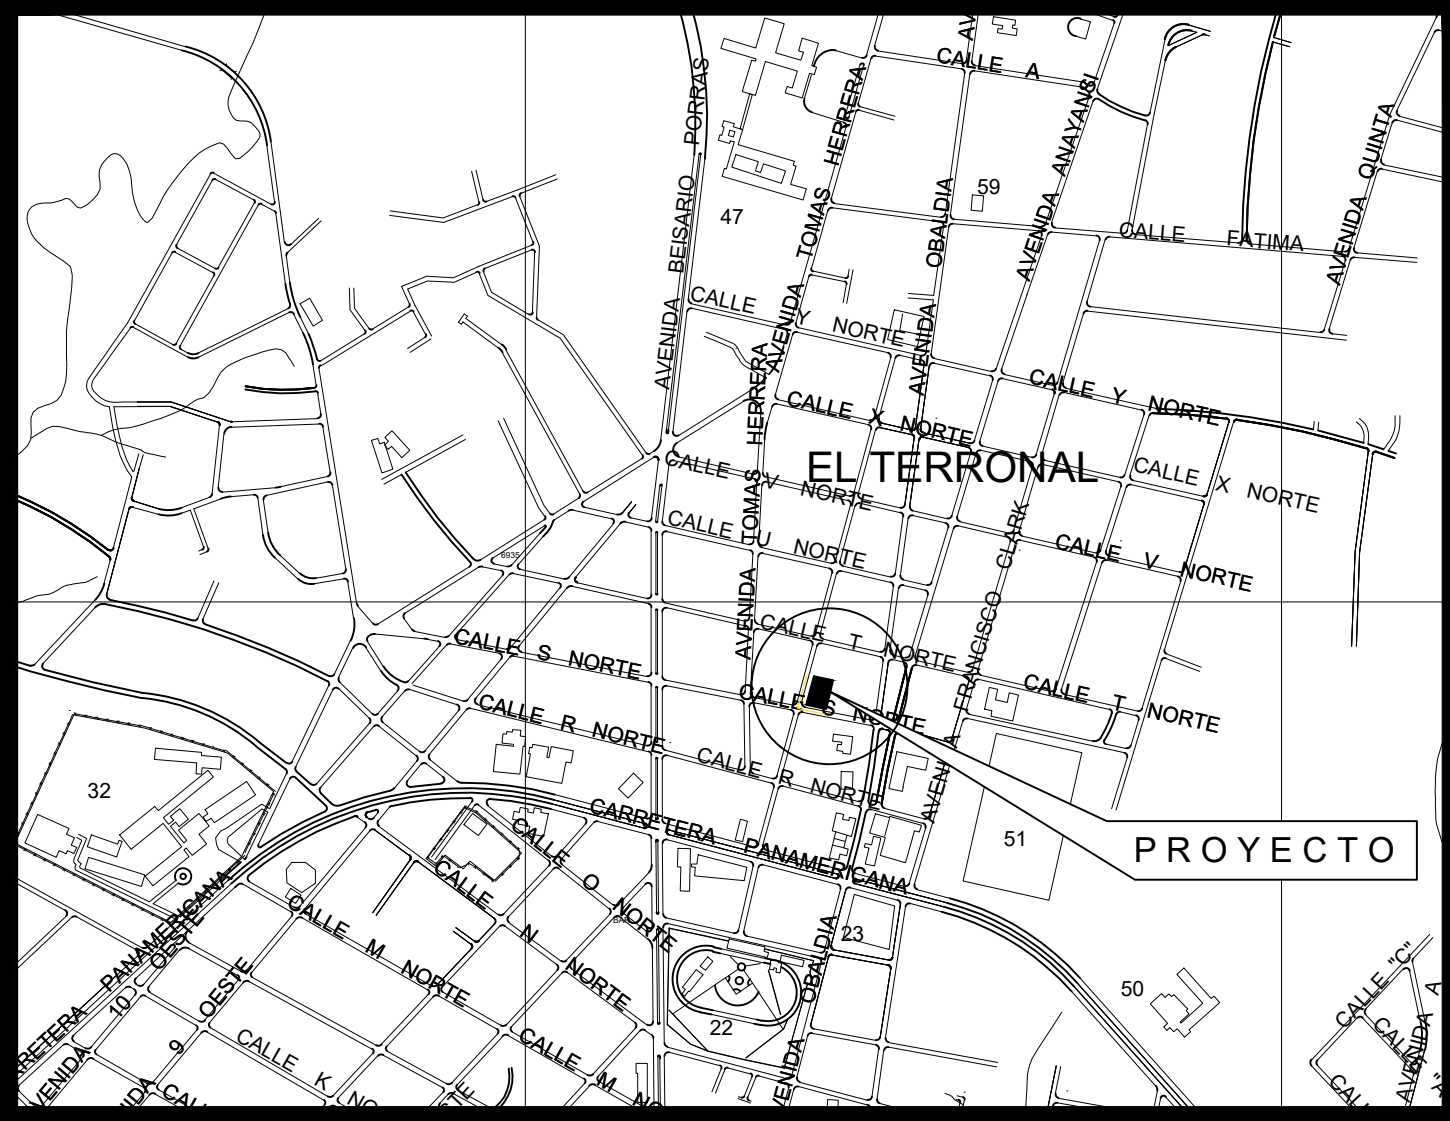 CALLE A
AVENIDA BEISARIO PORRAS
AVENIDA TOMAS HERRERA
AVENIDA OBALDIA
AVENIDA ANAYANSI
AVENIDA QUINTA
59
47
CALLE FATIMA
CALLE Y NORTE
CALLE Y NORTE
AVENIDA TOMAS HERRERA
CALLE X NORTE
CALLE X NORTE
EL TERRONAL
CALLE V NORTE
CALLE V NORTE
CALLE U NORTE
6935
FRANCISCO CLARK
AVENIDA
CALLE T NORTE
CALLE T NORTE
CALLE S NORTE
CALLE S NORTE
CALLE R NORTE
CALLE R NORTE
32
51
PROYECTO
CARRETERA PANAMERICANA
CALLE O NORTE
CALLE N NORTE
CALLE M NORTE
CALLE M NORTE
CARRETERA PANAMERICANA
AVENIDA 10 OESTE
9 OESTE
CALLE K NO
OBALDIA
23
22
50
CALLE "C"